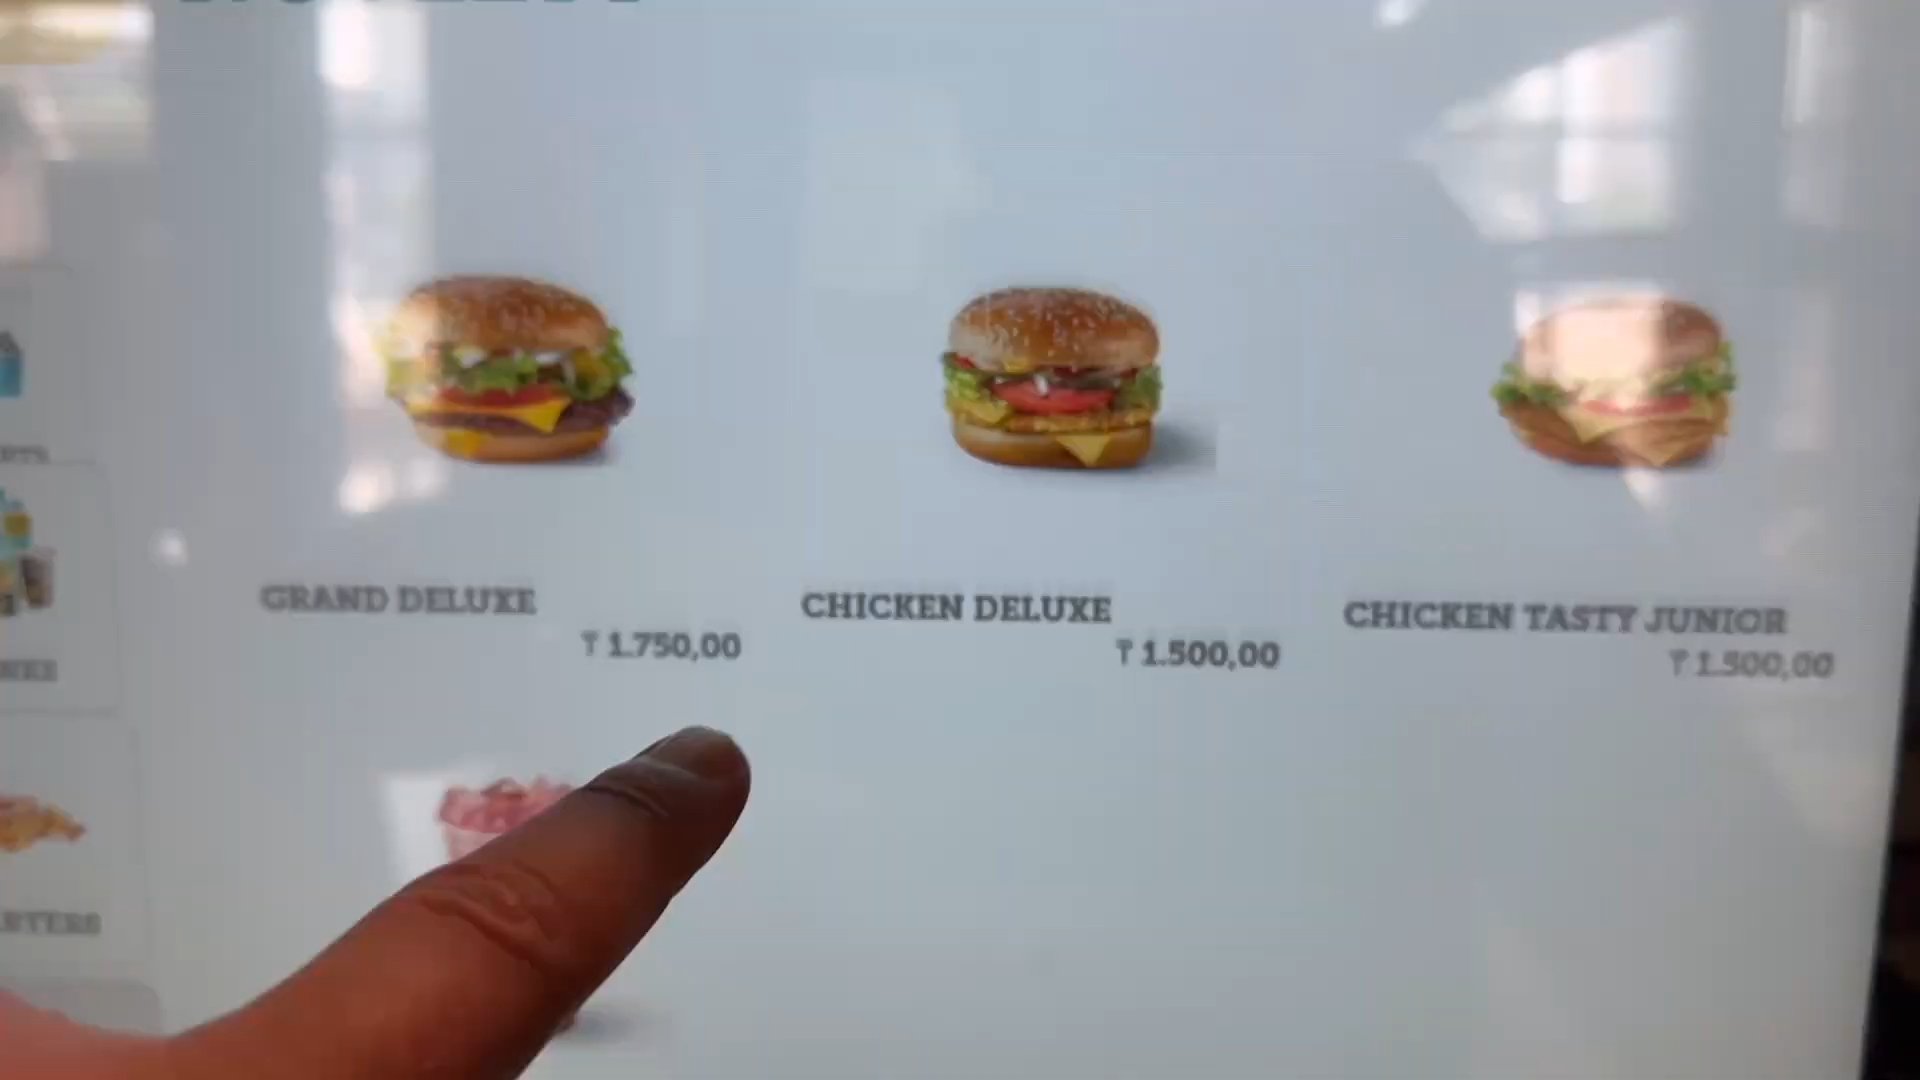 GRAND DELUXE
₸ 1.750,00
CHICKEN DELUXE
₸ 1.500,00
CHICKEN TASTY JUNIOR
₸ 1.500,00